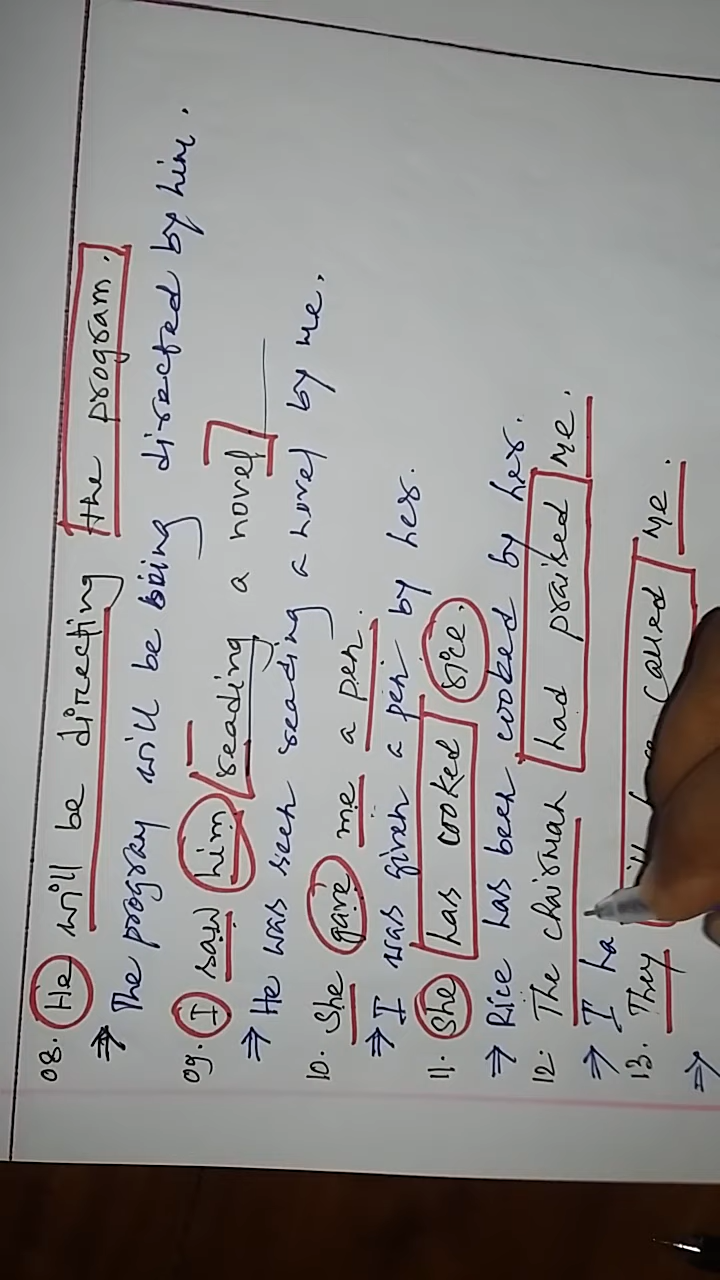 08. He will be directing the program.
⇒ The program will be being directed by him.
09. I saw him reading a novel
⇒ He was seen reading a novel by me.
10. She gave me a pen.
⇒ I was given a pen by her.
11. She has cooked rice.
⇒ Rice has been cooked by her.
12. The chairman had praised me.
⇒ I ha
13. They called me.
⇒